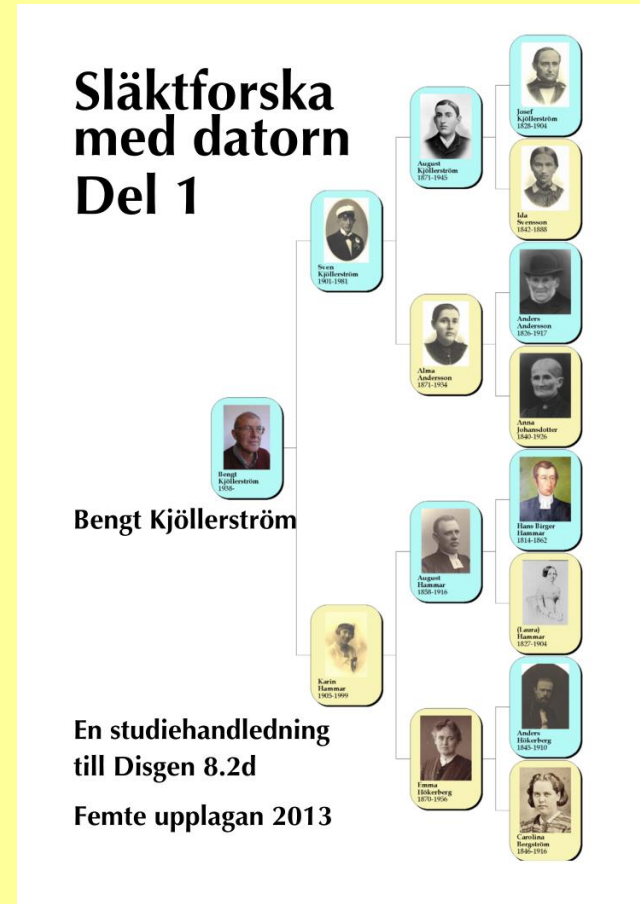 Släktforska
med datorn
Del 1
Bengt Kjöllerström
En studiehandledning
till Disgen 8.2d
Femte upplagan 2013
Bengt
Kjöllerström
1938-
Sven
Kjöllerström
1901-1981
Karin
Hammar
1905-1999
August
Kjöllerström
1871-1945
Alma
Andersson
1871-1934
August
Hammar
1858-1916
Emma
Hökerberg
1870-1956
Josef
Kjöllerström
1828-1904
Ida
Svensson
1842-1888
Anders
Andersson
1826-1917
Anna
Johansdotter
1840-1926
Hans Birger
Hammar
1814-1862
(Laura)
Hammar
1827-1904
Anders
Hökerberg
1845-1910
Carolina
Bergström
1846-1916